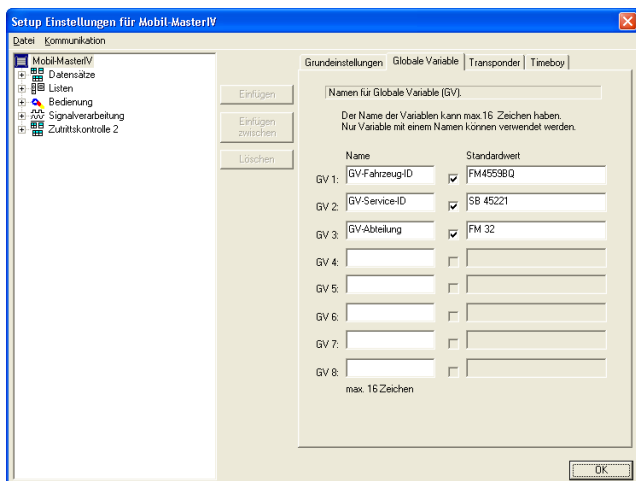 Setup Einstellungen für Mobil-MasterIV
Datei Kommunikation
Mobil-MasterIV
Datensätze
Listen
Bedienung
Signalverarbeitung
Zutrittskontrolle 2
Einfügen
Einfügen
zwischen
Löschen
Grundeinstellungen Globale Variable Transponder Timeboy
Namen für Globale Variable (GV).
Der Name der Variablen kann max.16 Zeichen haben.
Nur Variable mit einem Namen können verwendet werden.
Name Standardwert
GV 1: GV-Fahrzeug-ID FM4559BQ
GV 2: GV-Service-ID SB 45221
GV 3: GV-Abteilung FM 32
GV 4:
GV 5:
GV 6:
GV 7:
GV 8:
max. 16 Zeichen
OK